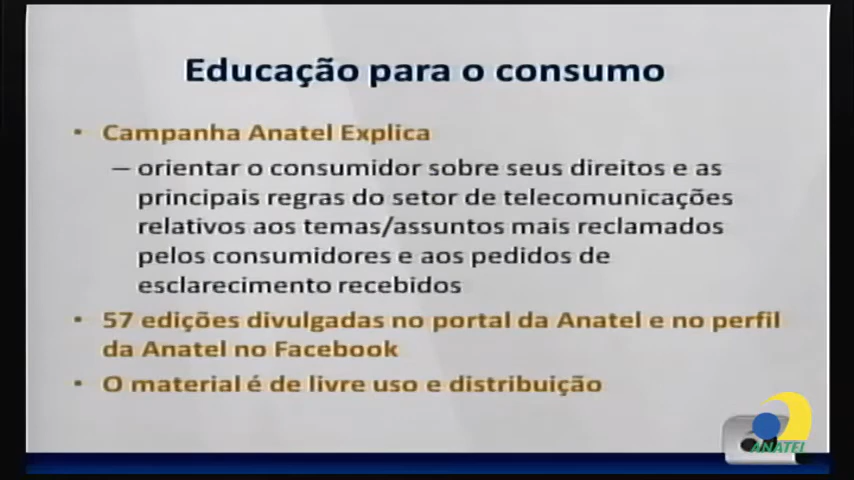 Educação para o consumo
• Campanha Anatel Explica
– orientar o consumidor sobre seus direitos e as
principais regras do setor de telecomunicações
relativos aos temas/assuntos mais reclamados
pelos consumidores e aos pedidos de
esclarecimento recebidos
• 57 edições divulgadas no portal da Anatel e no perfil
da Anatel no Facebook
• O material é de livre uso e distribuição
ANATEL